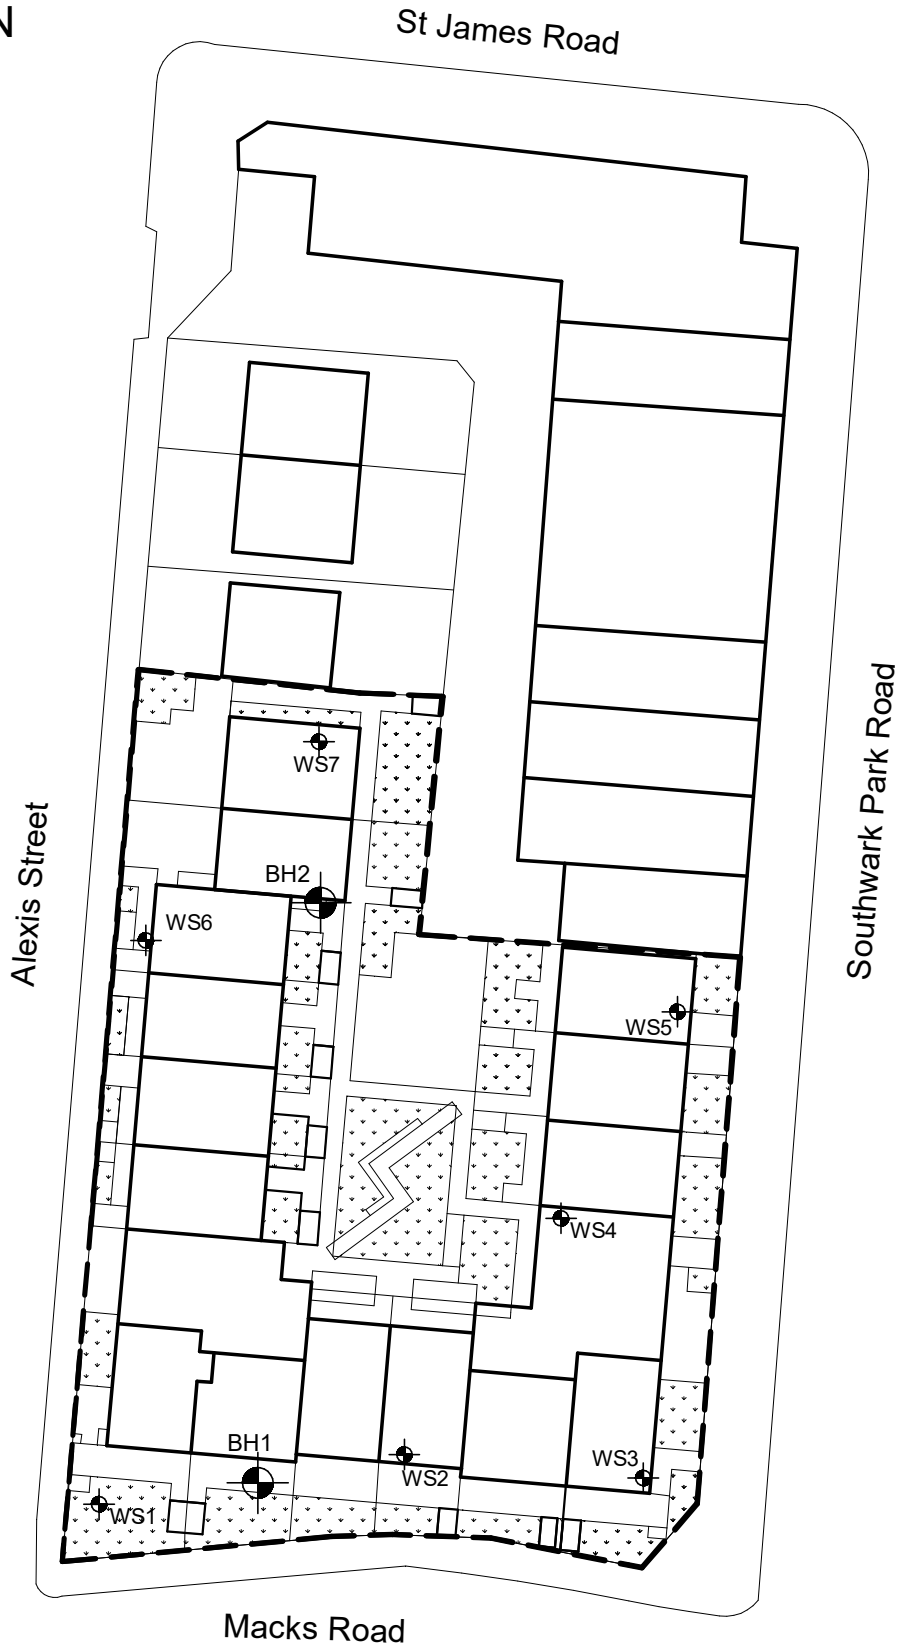 N
St James Road
Southwark Park Road
Alexis Street
WS7
BH2
WS6
WS5
WS4
BH1
WS2
WS3
WS1
Macks Road